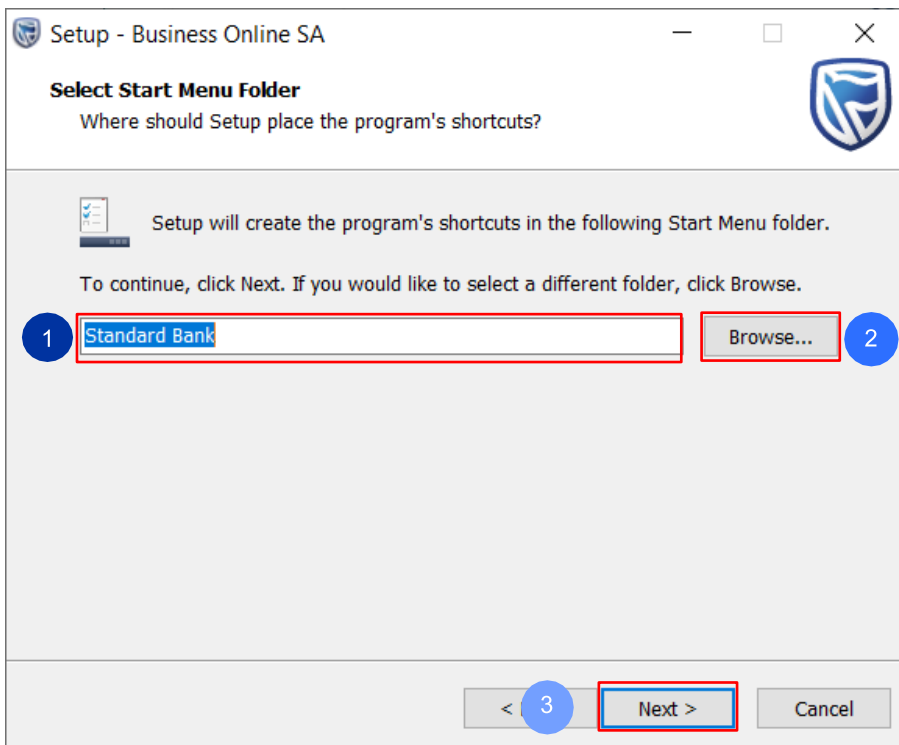 Setup - Business Online SA
Select Start Menu Folder
Where should Setup place the program's shortcuts?
Setup will create the program's shortcuts in the following Start Menu folder.
To continue, click Next. If you would like to select a different folder, click Browse.
1 Standard Bank Browse... 2
< 3 Next > Cancel